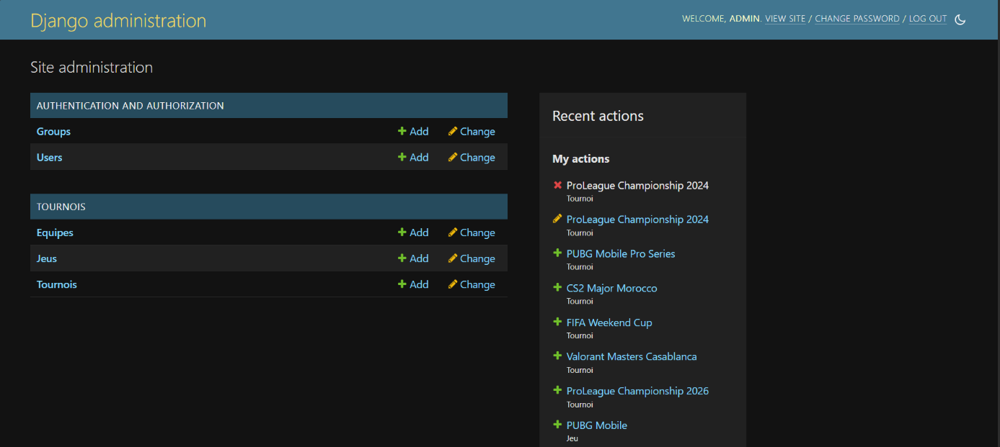 Django administration
WELCOME, ADMIN. VIEW SITE / CHANGE PASSWORD / LOG OUT
Site administration
AUTHENTICATION AND AUTHORIZATION
Groups Add Change
Users Add Change
TOURNOIS
Equipes Add Change
Jeus Add Change
Tournois Add Change
Recent actions
My actions
ProLeague Championship 2024
Tournoi
ProLeague Championship 2024
Tournoi
PUBG Mobile Pro Series
Tournoi
CS2 Major Morocco
Tournoi
FIFA Weekend Cup
Tournoi
Valorant Masters Casablanca
Tournoi
ProLeague Championship 2026
Tournoi
PUBG Mobile
Jeu